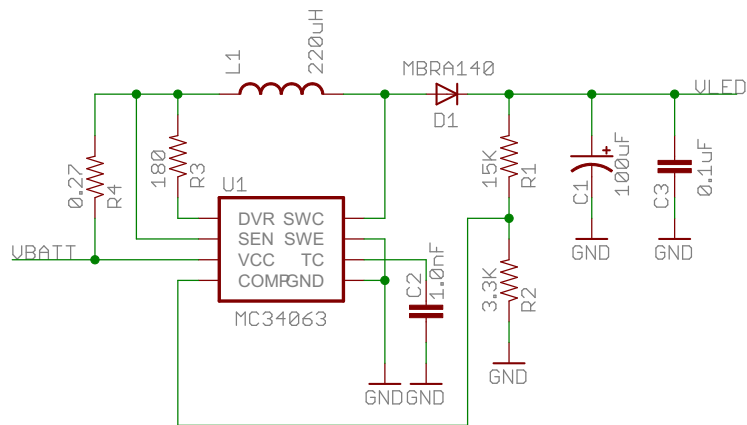 L1
220uH
MBRA140
D1
VLED
0.27
R4
180
R3
U1
15K
R1
C1
100uF
+
C3
0.1uF
DVR SWC
SEN SWE
VCC TC
COMP GND
VBATT
MC34063
C2
1.0nF
3.3K
R2
GND
GND
GND
GND
GND